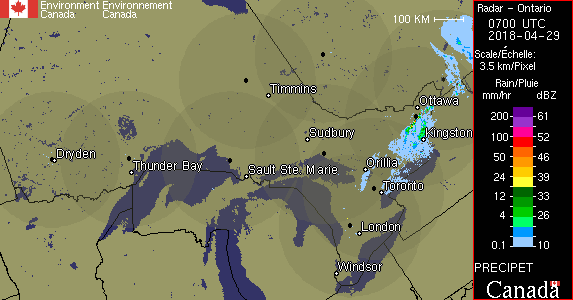 Environment Environnement
Canada Canada
100 KM
Timmins
Ottawa
Sudbury
Kingston
Dryden
Thunder Bay
Sault Ste. Marie
Orillia
Toronto
London
Windsor
Radar - Ontario
0700 UTC
2018-04-29
Scale/Échelle:
3.5 km/Pixel
Rain/Pluie
mm/hr dBZ
200 61
100 52
50 46
24 39
12 33
4 26
0.1 10
PRECIPET
Canada